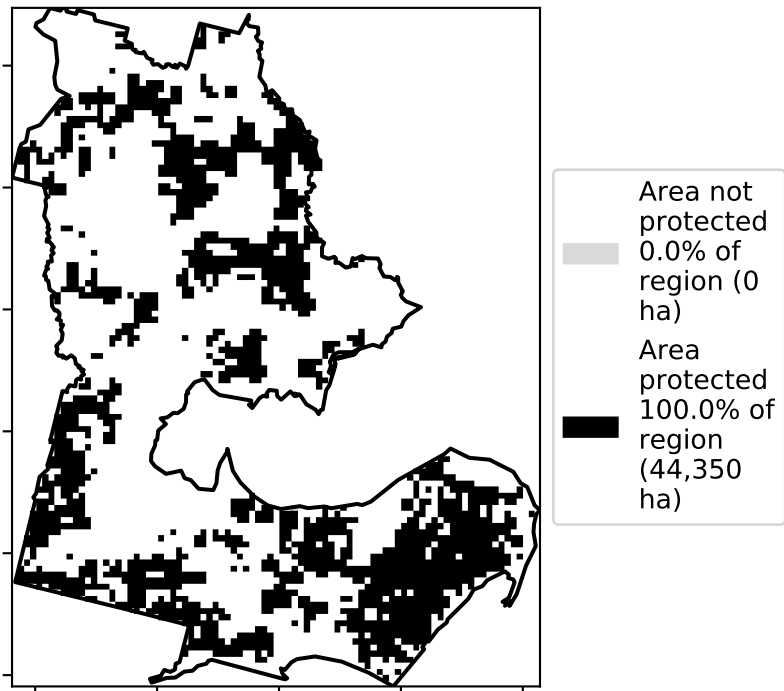 Area not
protected
0.0% of
region (0
ha)
Area
protected
100.0% of
region
(44,350
ha)